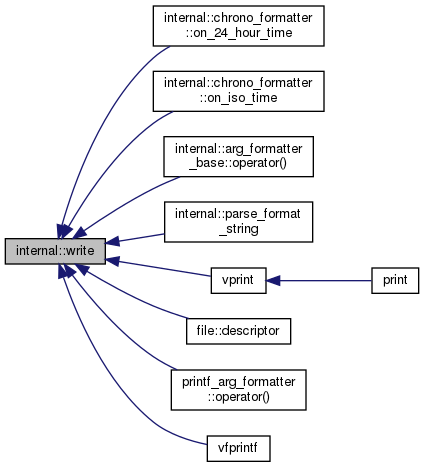 internal::chrono_formatter
::on_24_hour_time
internal::chrono_formatter
::on_iso_time
internal::arg_formatter
_base::operator()
internal::parse_format
_string
internal::write
vprint
print
file::descriptor
printf_arg_formatter
::operator()
vfprintf